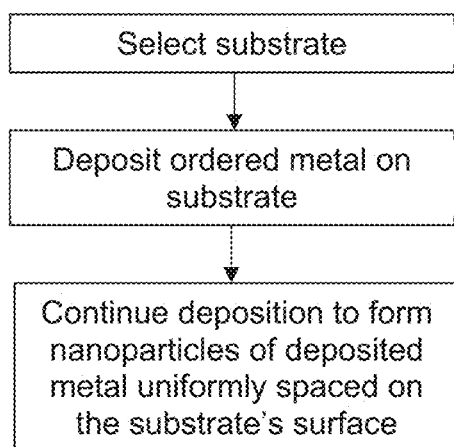 Select substrate
Deposit ordered metal on
substrate
Continue deposition to form
nanoparticles of deposited
metal uniformly spaced on
the substrate's surface